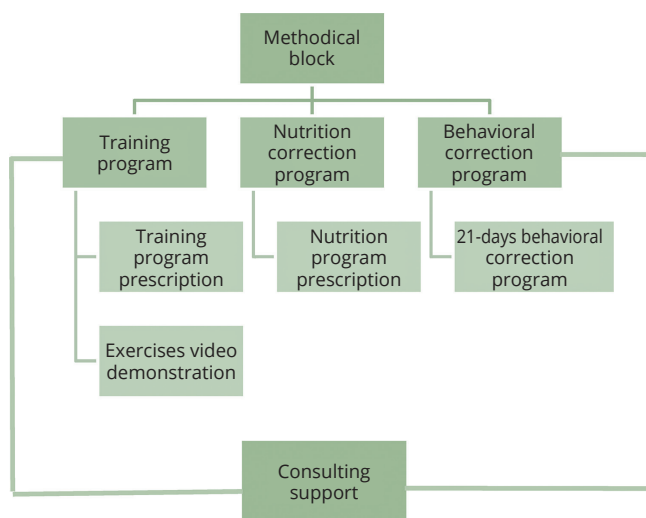 Methodical
block
Training
program
Nutrition
correction
program
Behavioral
correction
program
Training
program
prescription
Nutrition
program
prescription
21-days behavioral
correction
program
Exercises video
demonstration
Consulting
support